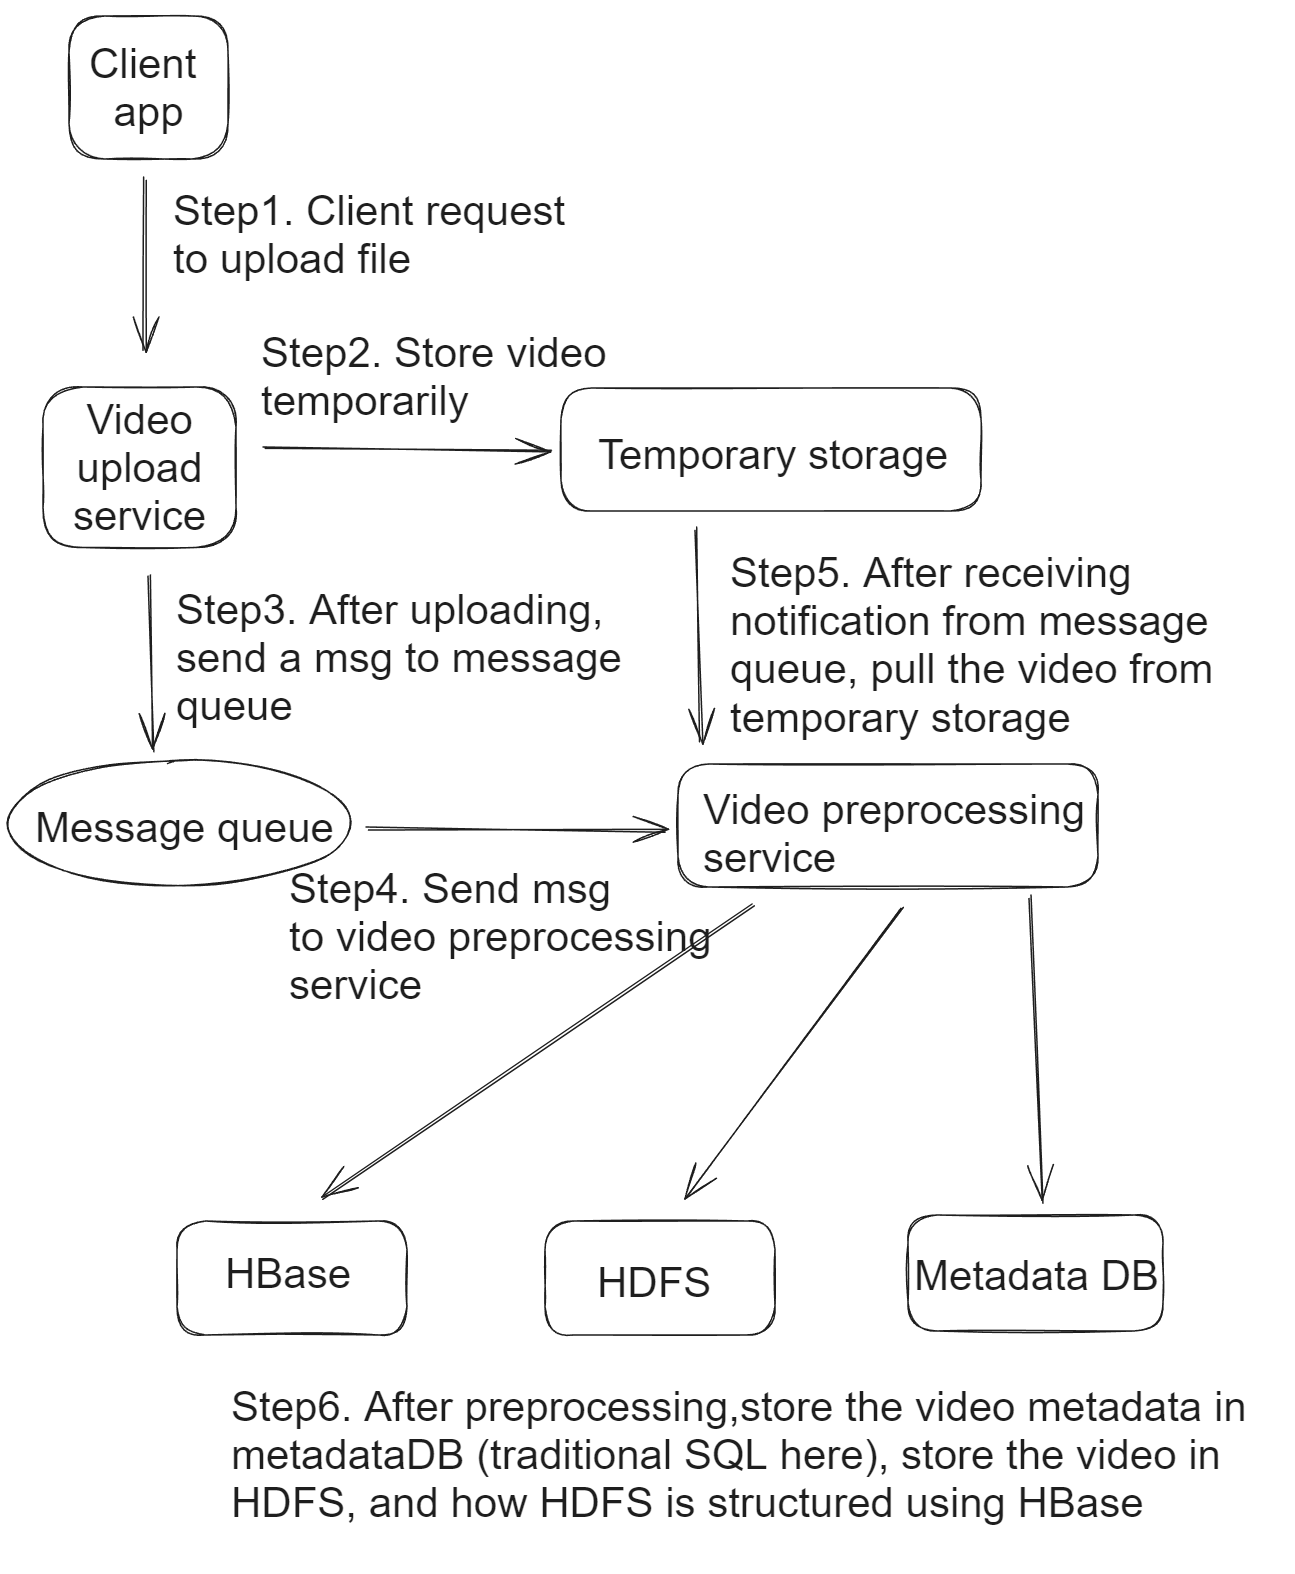 Client
app
Step1. Client request
to upload file
Step2. Store video
temporarily
Video
upload
service
Temporary storage
Step3. After uploading,
send a msg to message
queue
Step5. After receiving
notification from message
queue, pull the video from
temporary storage
Message queue
Video preprocessing
service
Step4. Send msg
to video preprocessing
service
HBase
HDFS
Metadata DB
Step6. After preprocessing,store the video metadata in
metadataDB (traditional SQL here), store the video in
HDFS, and how HDFS is structured using HBase